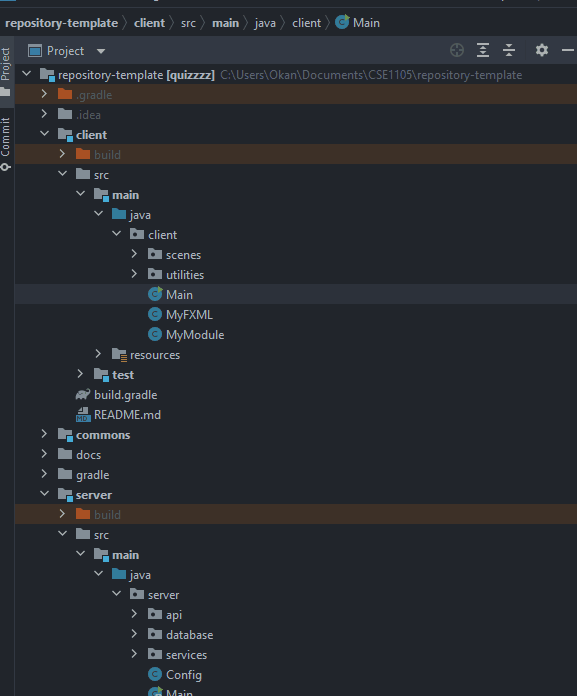 repository-template client src main java client Main
Project
Project
Commit
repository-template [quizzzz] C:\Users\Okan\Documents\CSE1105\repository-template
.gradle
.idea
client
build
src
main
java
client
scenes
utilities
Main
MyFXML
MyModule
resources
test
build.gradle
README.md
commons
docs
gradle
server
build
src
main
java
server
api
database
services
Config
Main